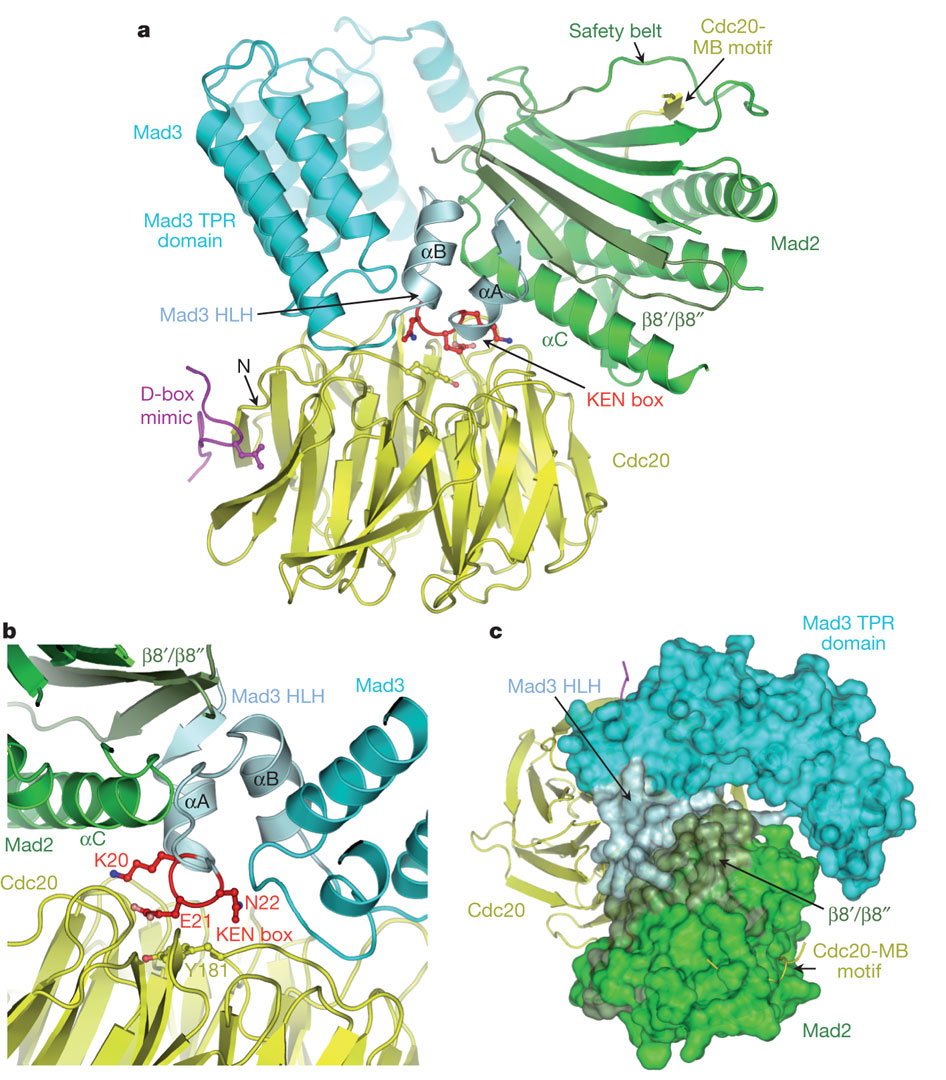 a
Safety belt
Cdc20-
MB motif
Mad3
Mad3 TPR
domain
Mad2
αB
αA
Mad3 HLH
β8′/β8″
αC
N
D-box
mimic
KEN box
Cdc20
b
β8′/β8″
Mad3 HLH
Mad3
αB
αA
Mad2
αC
K20
Cdc20
N22
E21
KEN box
Y181
c
Mad3 TPR
domain
Mad3 HLH
Cdc20
β8′/β8″
Cdc20-MB
motif
Mad2